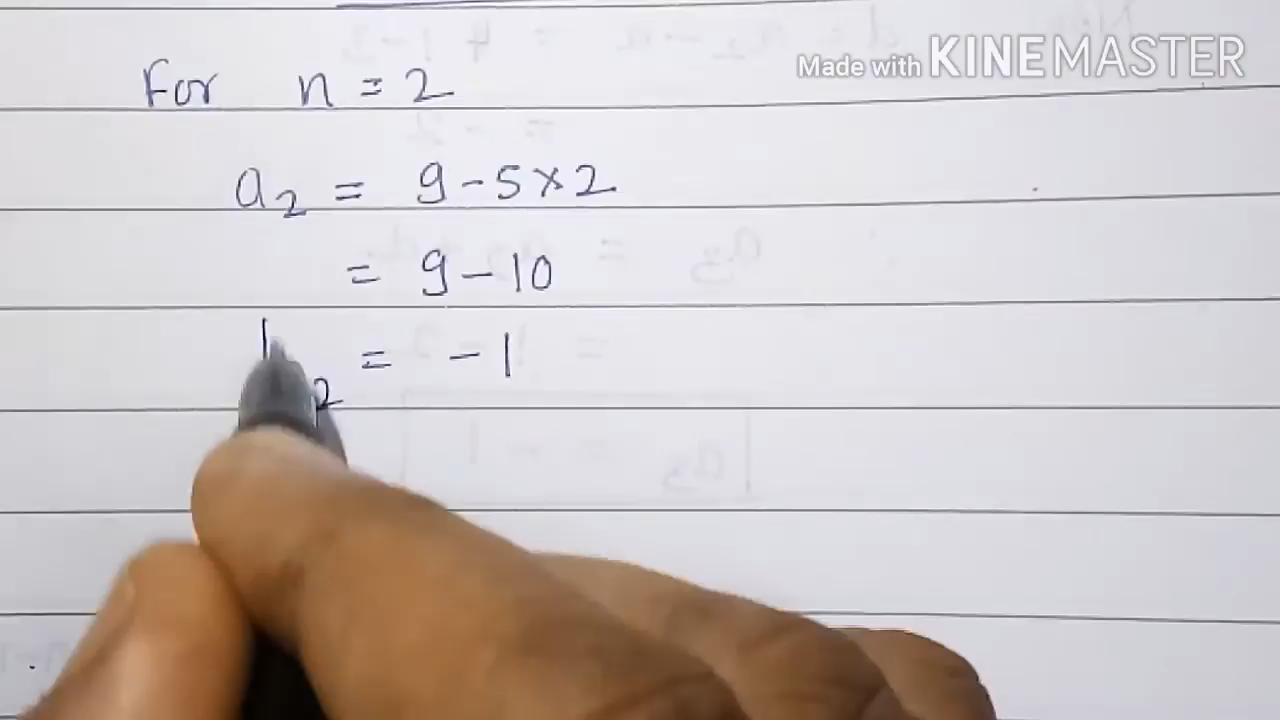 Made with KINEMASTER
For n = 2
a₂ = 9 - 5 × 2
= 9 - 10
₂ = - 1